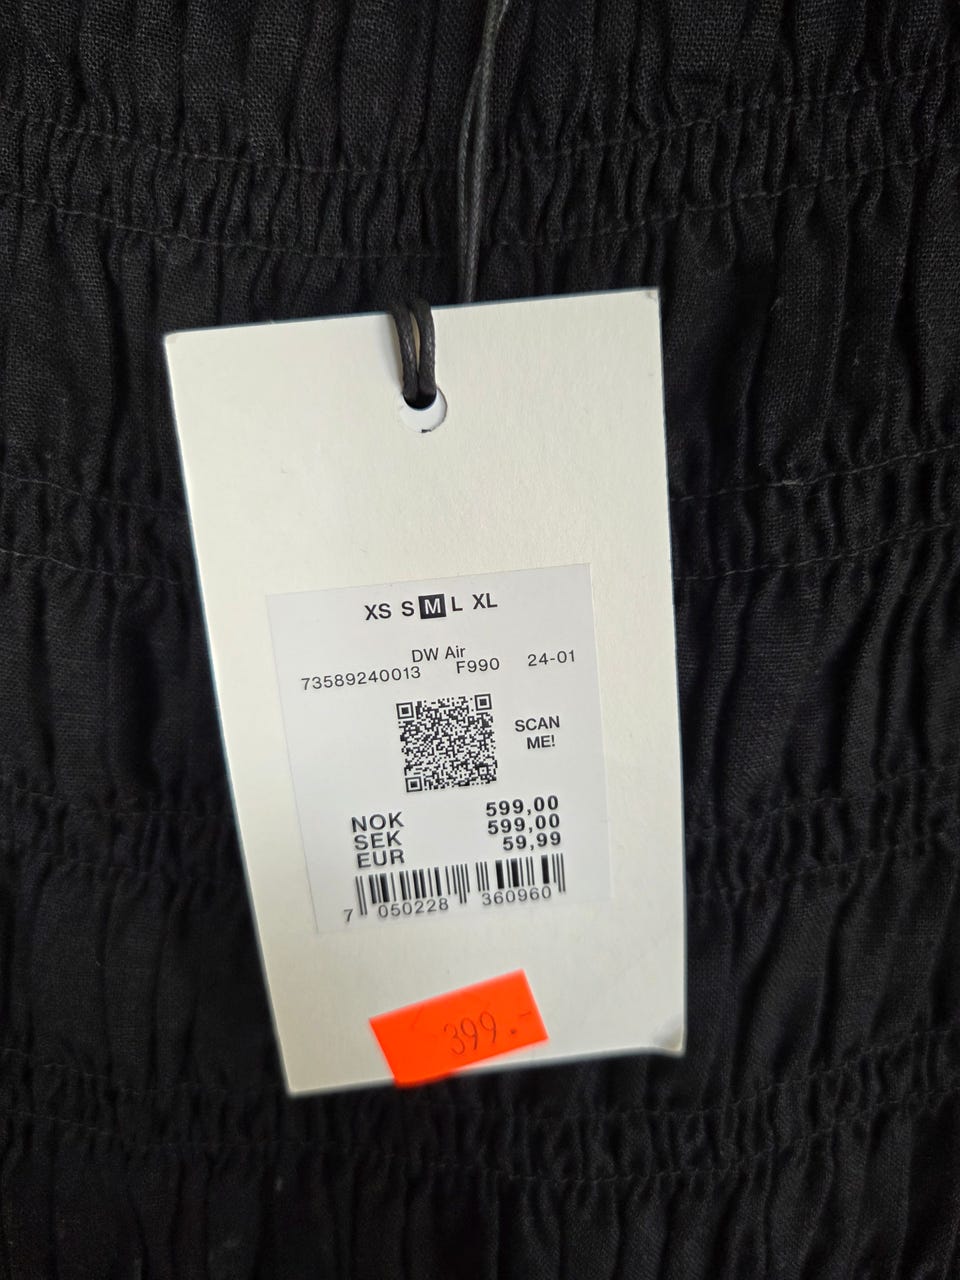 XS S M L XL
DW Air
73589240013 F990 24-01
SCAN
ME!
NOK 599,00
SEK 599,00
EUR 59,99
7 050228 360960
399.-